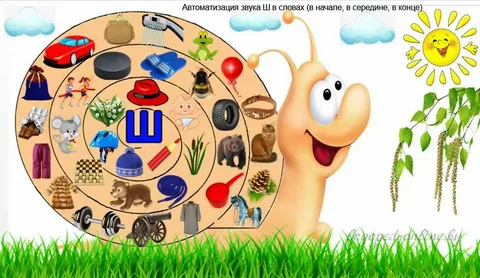 Автоматизация звука Ш в словах (в начале, в середине, в конце)
Ш